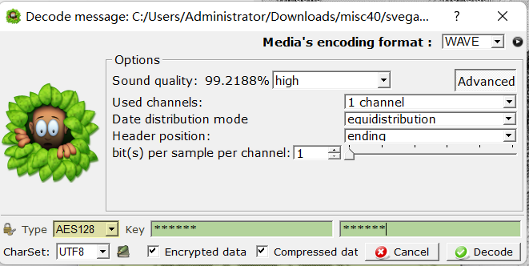 Decode message: C:/Users/Administrator/Downloads/misc40/svega...
Media's encoding format : WAVE
Options
Sound quality: 99.2188% high Advanced
Used channels: 1 channel
Date distribution mode equidistribution
Header position: ending
bit(s) per sample per channel: 1
Type AES128 Key ****** ******
CharSet: UTF8 Encrypted data Compressed dat Cancel Decode